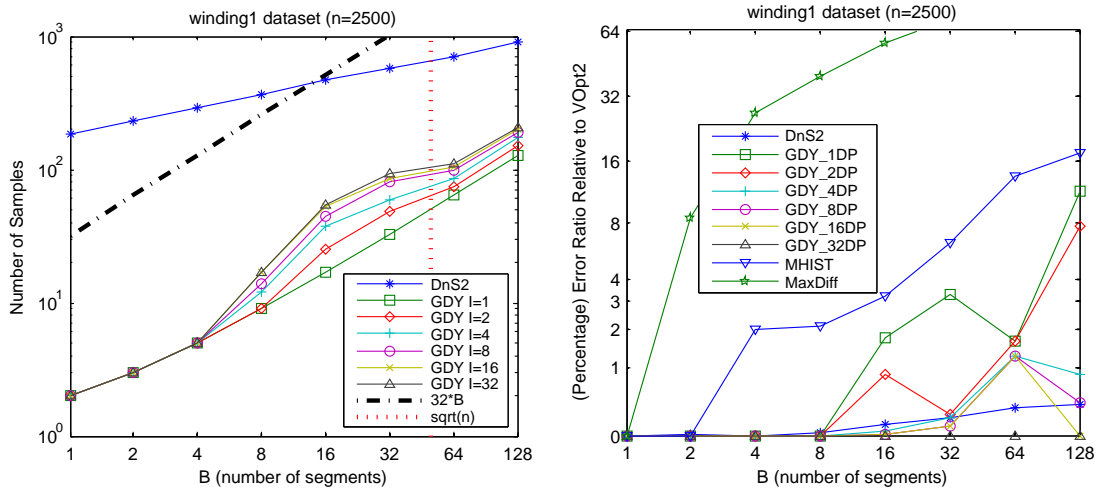 winding1 dataset (n=2500)
Number of Samples
10^3
10^2
10^1
10^0
DnS2
GDY I=1
GDY I=2
GDY I=4
GDY I=8
GDY I=16
GDY I=32
32*B
sqrt(n)
1 2 4 8 16 32 64 128
B (number of segments)
winding1 dataset (n=2500)
(Percentage) Error Ratio Relative to VOpt2
64
32
16
8
4
3
2
1
0
DnS2
GDY_1DP
GDY_2DP
GDY_4DP
GDY_8DP
GDY_16DP
GDY_32DP
MHIST
MaxDiff
1 2 4 8 16 32 64 128
B (number of segments)